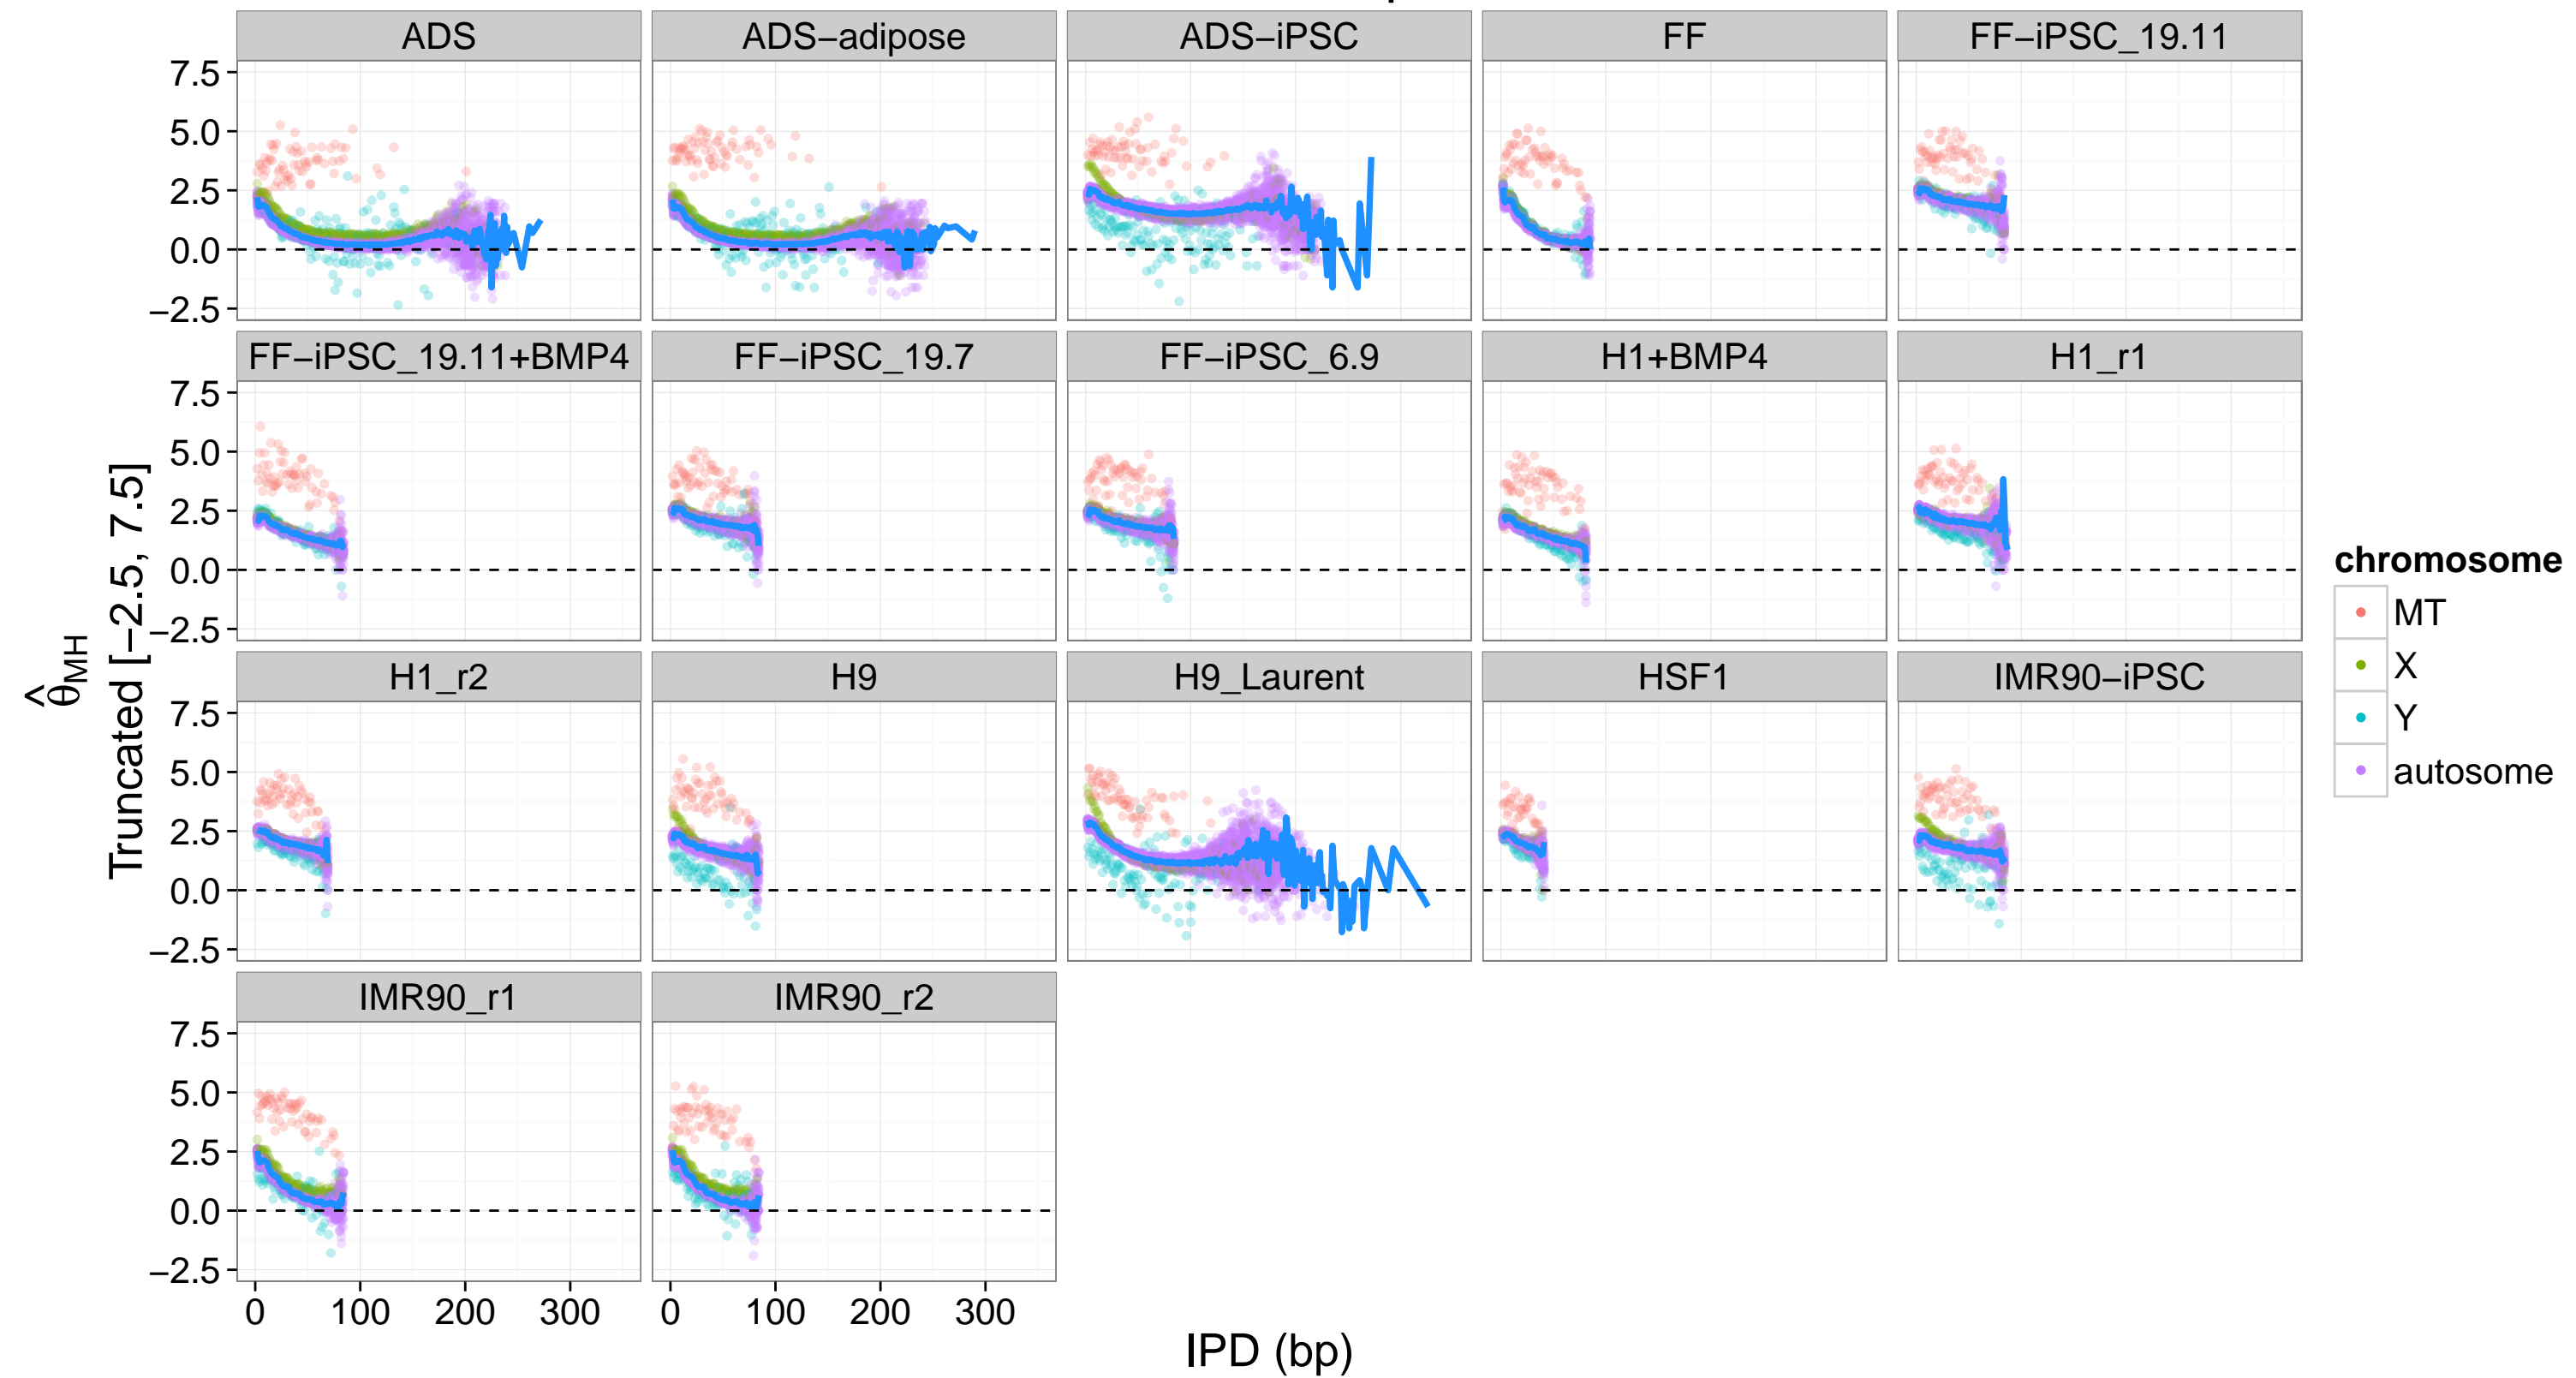 ADS ADS−adipose ADS−iPSC FF FF−iPSC_19.11
7.5
5.0
2.5
0.0
−2.5
FF−iPSC_19.11+BMP4 FF−iPSC_19.7 FF−iPSC_6.9 H1+BMP4 H1_r1
7.5
5.0
2.5
0.0
−2.5
H1_r2 H9 H9_Laurent HSF1 IMR90−iPSC
7.5
5.0
2.5
0.0
−2.5
IMR90_r1 IMR90_r2
7.5
5.0
2.5
0.0
−2.5
0 100 200 300 0 100 200 300
IPD (bp)
θ̂MH
Truncated [−2.5, 7.5]
chromosome
MT
X
Y
autosome